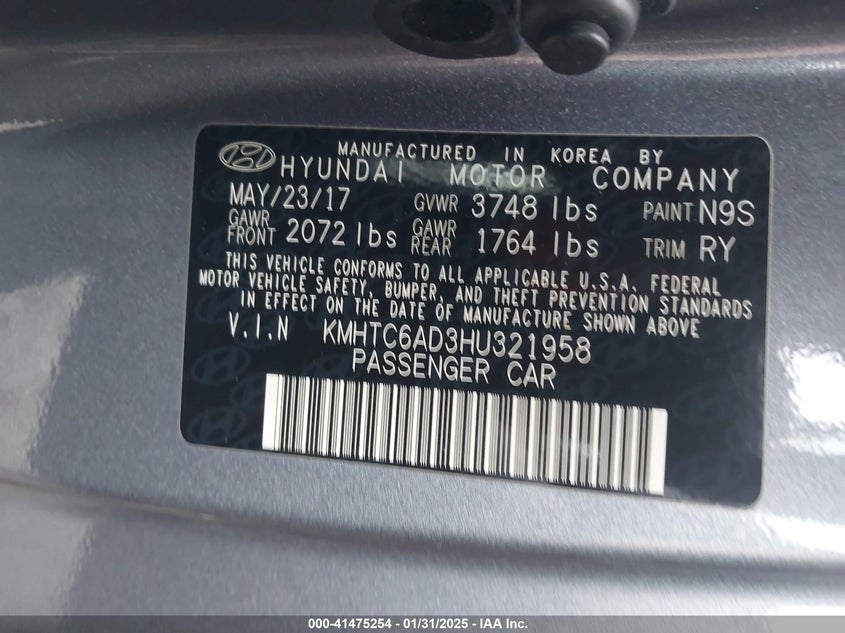 MANUFACTURED IN KOREA BY
HYUNDAI MOTOR COMPANY
MAY/23/17 GVWR 3748 lbs PAINT N9S
GAWR FRONT 2072 lbs GAWR REAR 1764 lbs TRIM RY
THIS VEHICLE CONFORMS TO ALL APPLICABLE U.S.A. FEDERAL
MOTOR VEHICLE SAFETY, BUMPER, AND THEFT PREVENTION STANDARDS
IN EFFECT ON THE DATE OF MANUFACTURE SHOWN ABOVE
V.I.N KMHTC6AD3HU321958
PASSENGER CAR
000-41475254 - 01/31/2025 - IAA Inc.